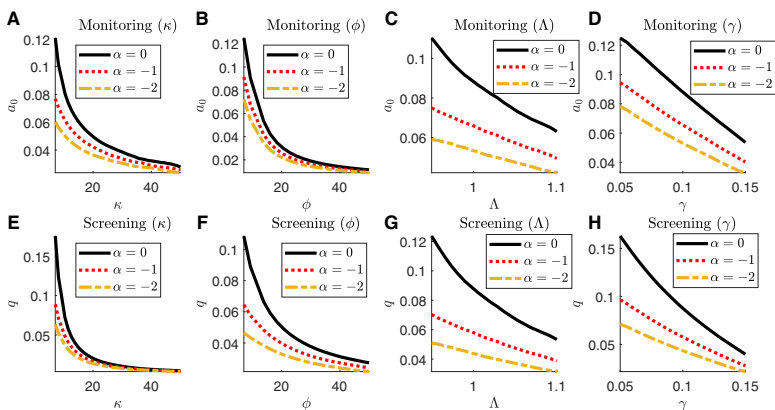 A Monitoring (κ)
0.12
0.1
0.08
0.06
0.04
a₀
20 40
κ
α = 0
α = −1
α = −2
B Monitoring (ϕ)
0.12
0.1
0.08
0.06
0.04
0.02
a₀
20 40
ϕ
α = 0
α = −1
α = −2
C Monitoring (Λ)
0.1
0.08
0.06
a₀
1 1.1
Λ
α = 0
α = −1
α = −2
D Monitoring (γ)
0.12
0.1
0.08
0.06
0.04
a₀
0.05 0.1 0.15
γ
α = 0
α = −1
α = −2
E Screening (κ)
0.15
0.1
0.05
q
20 40
κ
α = 0
α = −1
α = −2
F Screening (ϕ)
0.1
0.08
0.06
0.04
q
20 40
ϕ
α = 0
α = −1
α = −2
G Screening (Λ)
0.12
0.1
0.08
0.06
0.04
q
1 1.1
Λ
α = 0
α = −1
α = −2
H Screening (γ)
0.15
0.1
0.05
q
0.05 0.1 0.15
γ
α = 0
α = −1
α = −2